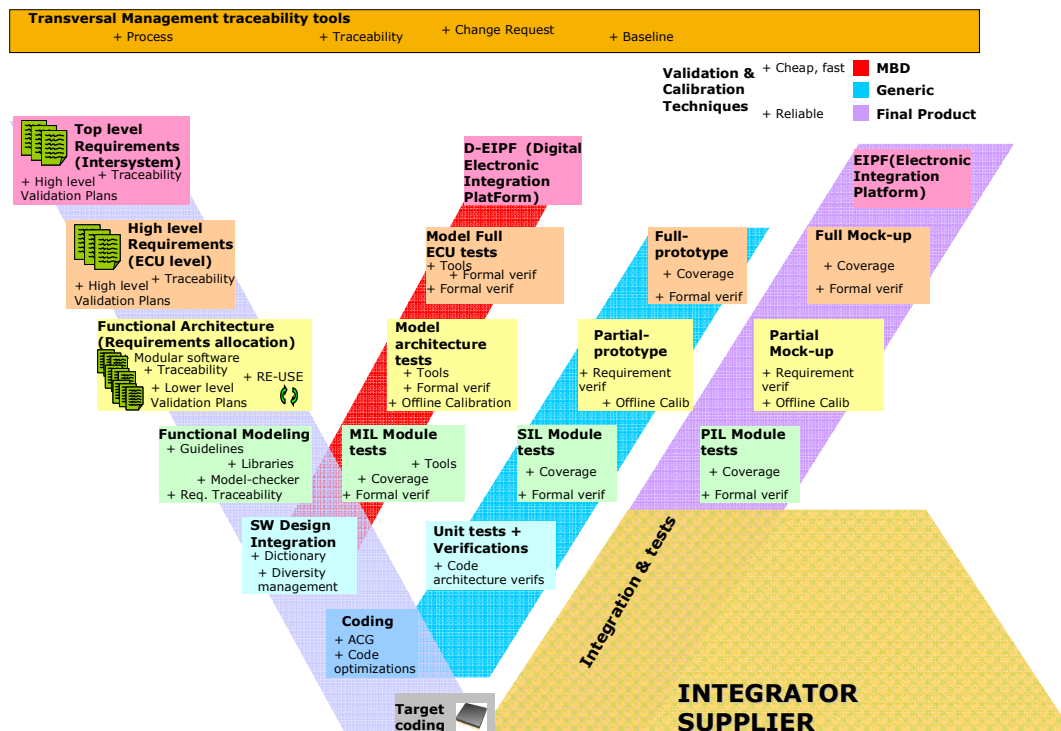 Transversal Management traceability tools
+ Process
+ Traceability
+ Change Request
+ Baseline
Validation &
Calibration
Techniques
+ Cheap, fast
+ Reliable
MBD
Generic
Final Product
Top level
Requirements
(Intersystem)
+ Traceability
+ High level
Validation Plans
D-EIPF (Digital
Electronic
Integration
PlatForm)
EIPF(Electronic
Integration
Platform)
High level
Requirements
(ECU level)
+ Traceability
+ High level
Validation Plans
Model Full
ECU tests
+ Tools
+ Formal verif
+ Formal verif
Full-
prototype
+ Coverage
+ Formal verif
Full Mock-up
+ Coverage
+ Formal verif
Functional Architecture
(Requirements allocation)
Modular software
+ Traceability
+ RE-USE
+ Lower level
Validation Plans
Model
architecture
tests
+ Tools
+ Formal verif
+ Offline Calibration
Partial-
prototype
+ Requirement
verif
+ Offline Calib
Partial
Mock-up
+ Requirement
verif
+ Offline Calib
Functional Modeling
+ Guidelines
+ Libraries
+ Model-checker
+ Req. Traceability
MIL Module
tests
+ Tools
+ Coverage
+ Formal verif
SIL Module
tests
+ Coverage
+ Formal verif
PIL Module
tests
+ Coverage
+ Formal verif
SW Design
Integration
+ Dictionary
+ Diversity
management
Unit tests +
Verifications
+ Code
architecture verifs
Integration & tests
Coding
+ ACG
+ Code
optimizations
Target
coding
INTEGRATOR
SUPPLIER